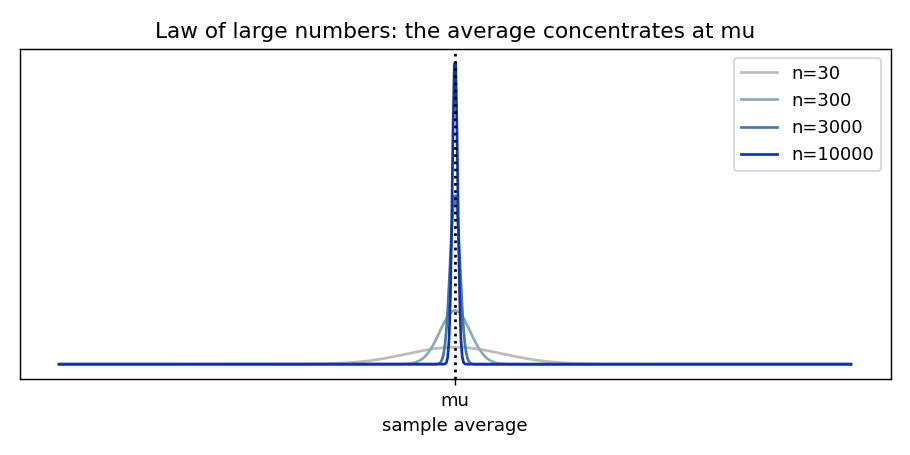 Law of large numbers: the average concentrates at mu
n=30
n=300
n=3000
n=10000
mu
sample average